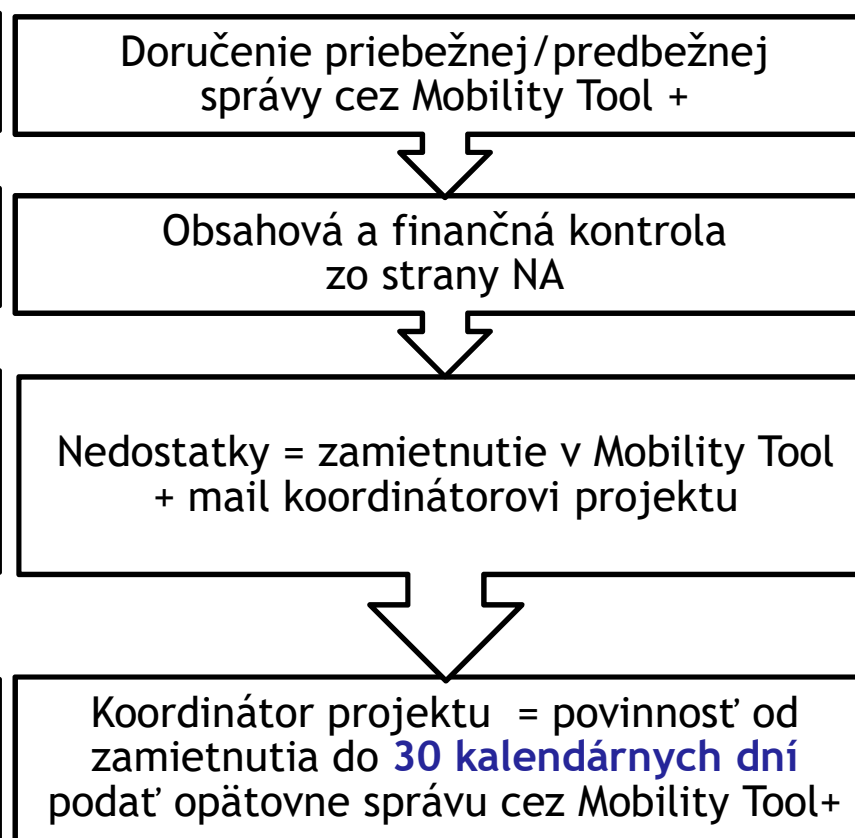 Doručenie priebežnej/predbežnej
správy cez Mobility Tool +
Obsahová a finančná kontrola
zo strany NA
Nedostatky = zamietnutie v Mobility Tool
+ mail koordinátorovi projektu
Koordinátor projektu  = povinnosť od
zamietnutia do 30 kalendárnych dní
podať opätovne správu cez Mobility Tool+